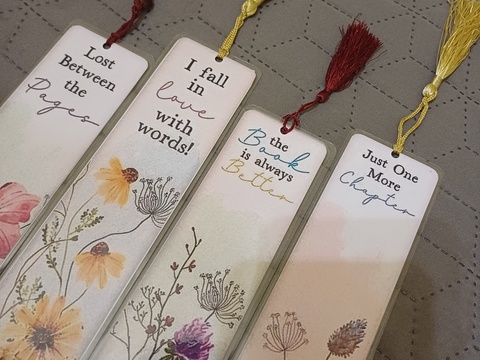 Lost
Between
the
Pages
I fall
in
love
with
words!
the
Book
is always
Better
Just One
More
Chapter